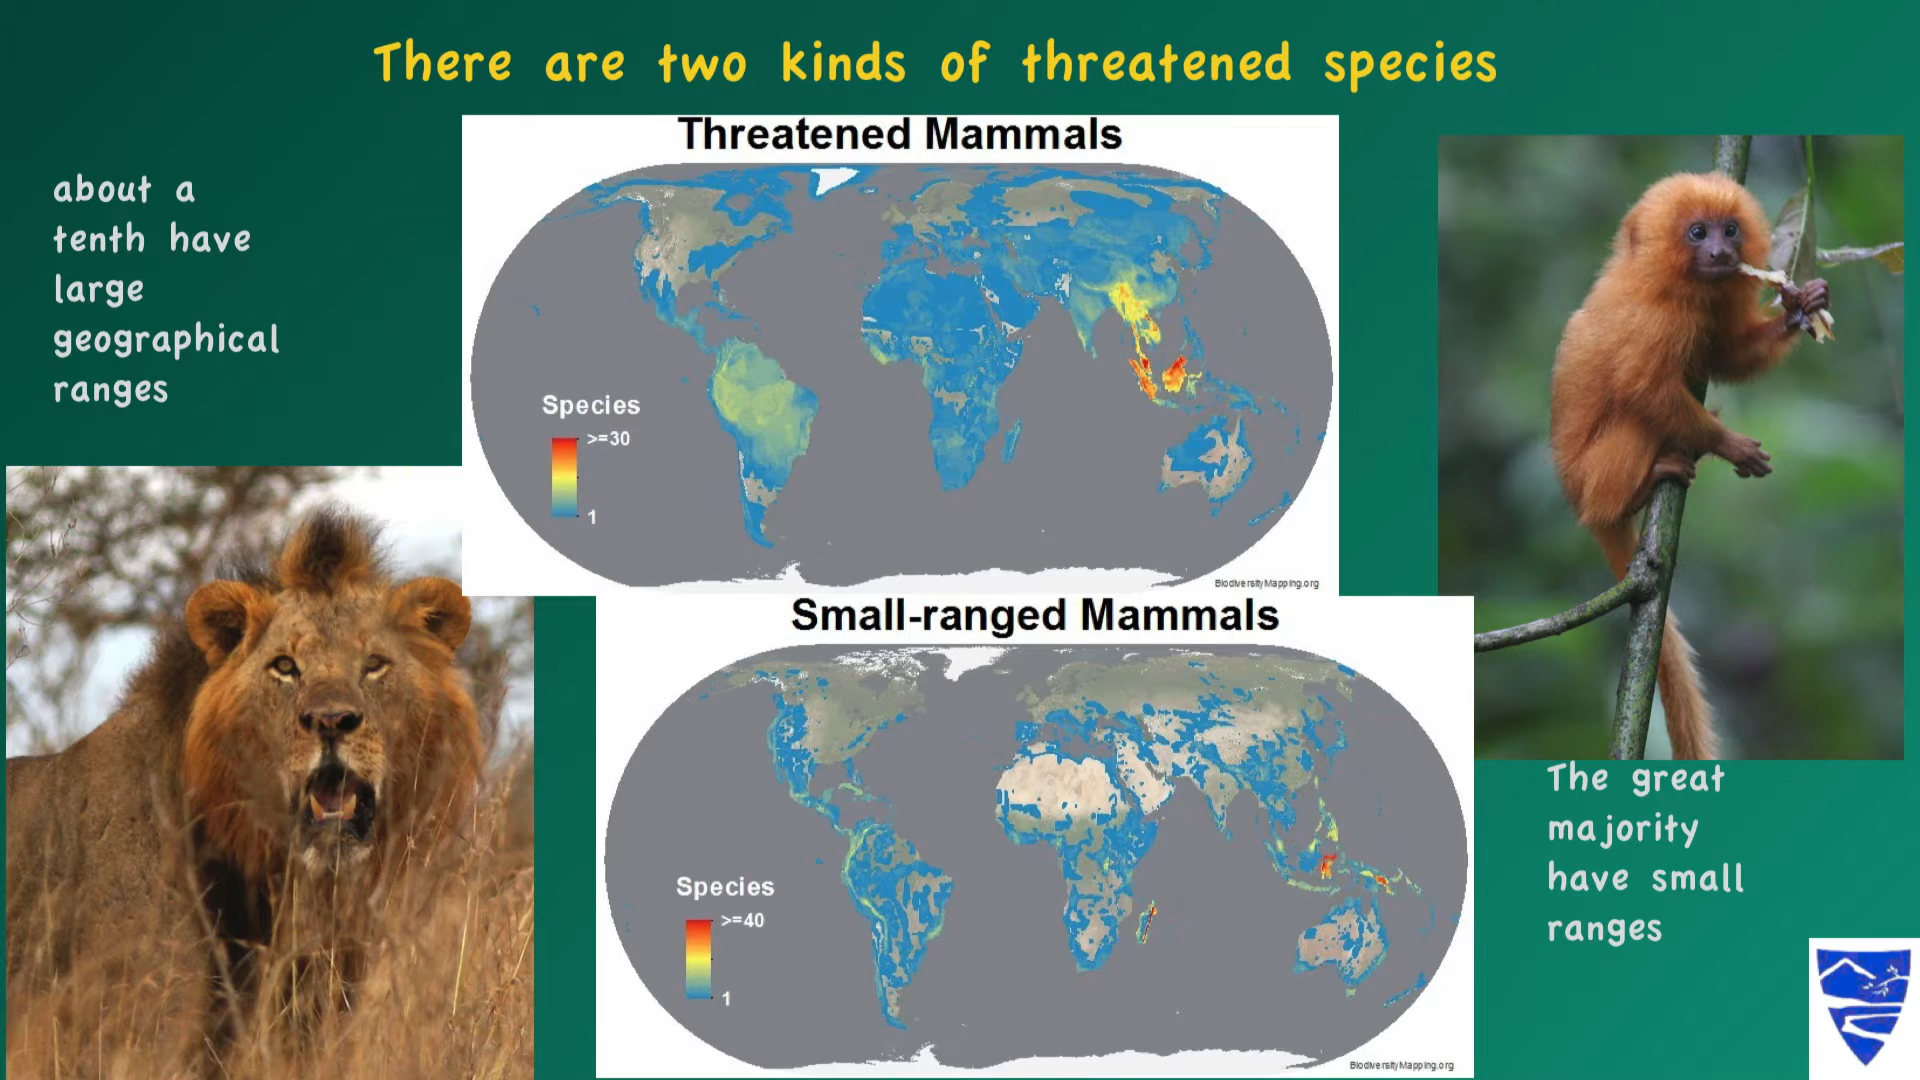 There are two kinds of threatened species
about a
tenth have
large
geographical
ranges
Threatened Mammals
Species
>=30
1
BiodiversityMapping.org
Small-ranged Mammals
Species
>=40
1
BiodiversityMapping.org
The great
majority
have small
ranges